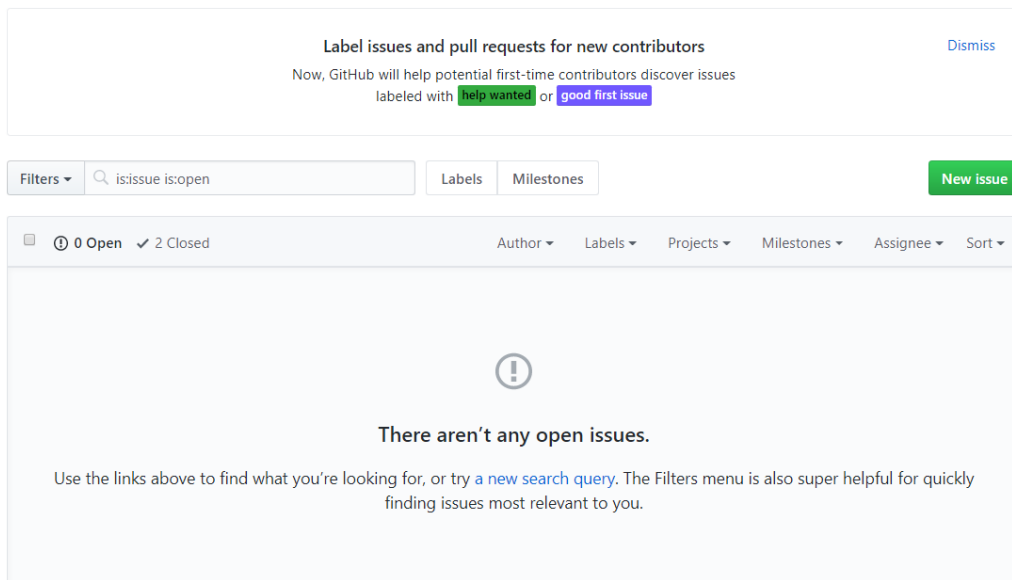 Label issues and pull requests for new contributors
Dismiss
Now, GitHub will help potential first-time contributors discover issues
labeled with help wanted or good first issue
Filters is:issue is:open Labels Milestones New issue
0 Open 2 Closed Author Labels Projects Milestones Assignee Sort
There aren’t any open issues.
Use the links above to find what you’re looking for, or try a new search query. The Filters menu is also super helpful for quickly
finding issues most relevant to you.